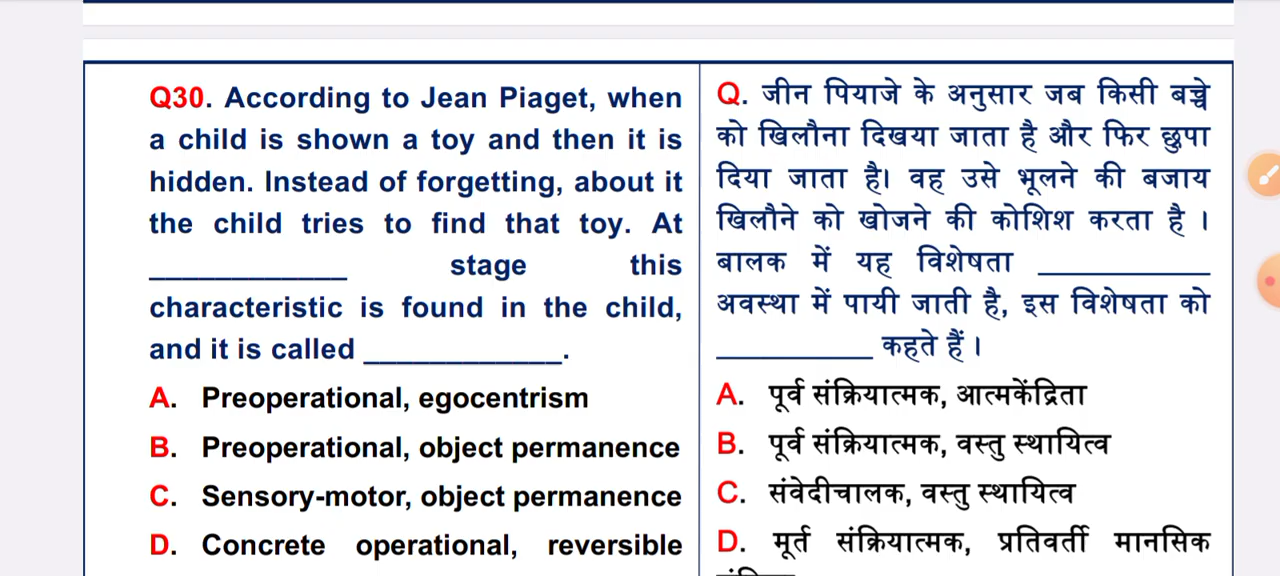 Q30. According to Jean Piaget, when
a child is shown a toy and then it is
hidden. Instead of forgetting, about it
the child tries to find that toy. At
____________ stage this
characteristic is found in the child,
and it is called ____________.
A. Preoperational, egocentrism
B. Preoperational, object permanence
C. Sensory-motor, object permanence
D. Concrete operational, reversible
Q. जीन पियाजे के अनुसार जब किसी बच्चे
को खिलौना दिखया जाता है और फिर छुपा
दिया जाता है। वह उसे भूलने की बजाय
खिलौने को खोजने की कोशिश करता है ।
बालक में यह विशेषता ___________
अवस्था में पायी जाती है, इस विशेषता को
__________ कहते हैं ।
A. पूर्व संक्रियात्मक, आत्मकेंद्रिता
B. पूर्व संक्रियात्मक, वस्तु स्थायित्व
C. संवेदीचालक, वस्तु स्थायित्व
D. मूर्त संक्रियात्मक, प्रतिवर्ती मानसिक